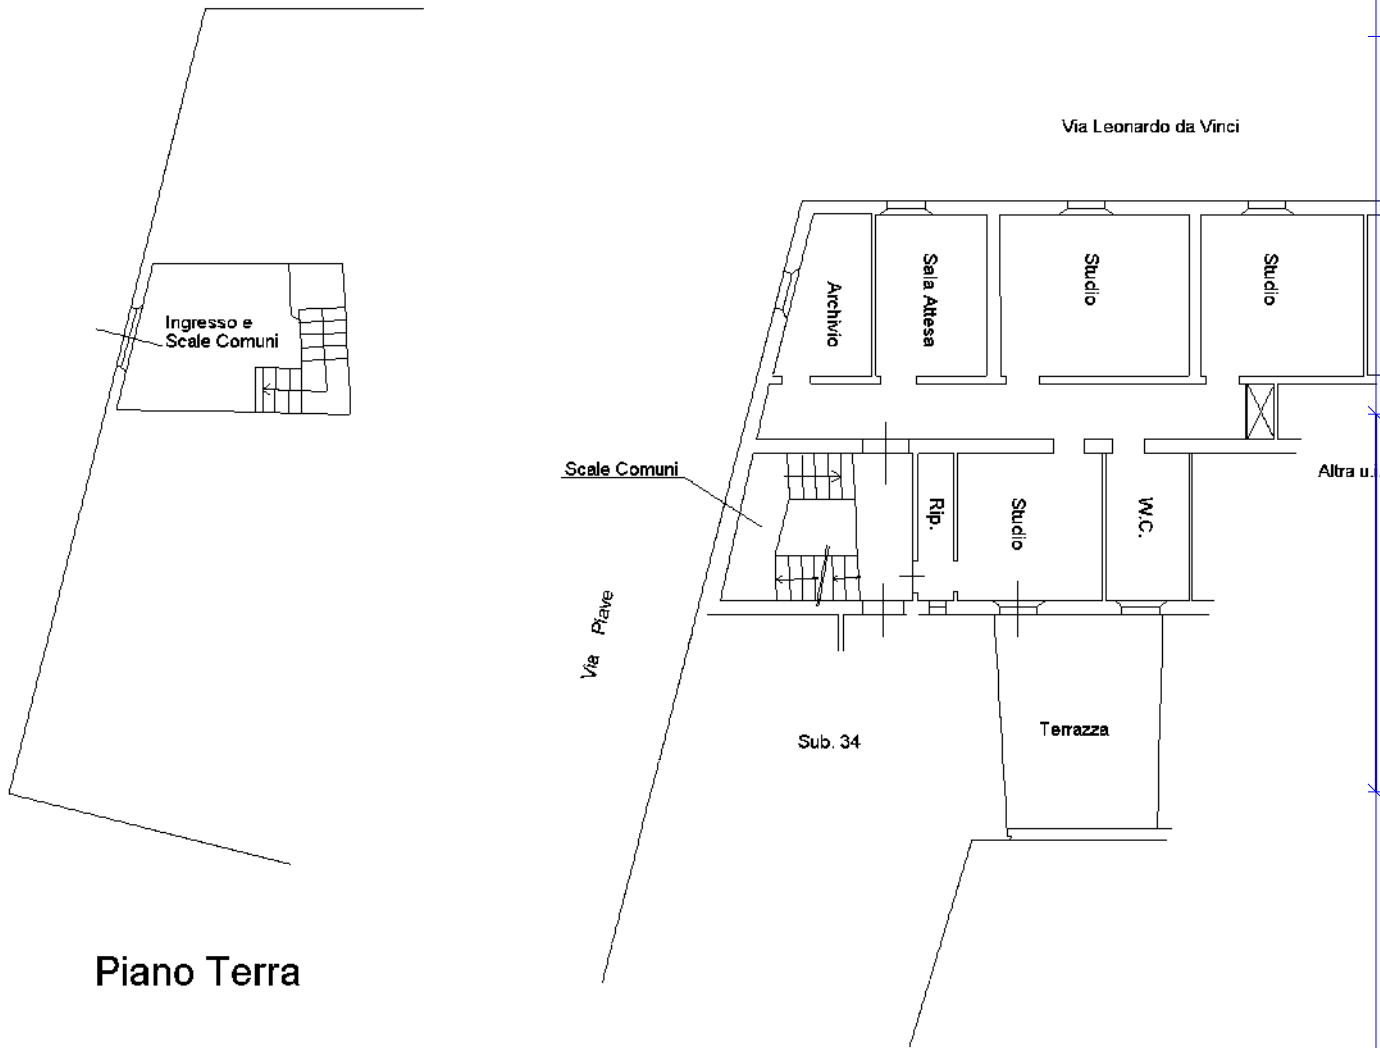 Via Leonardo da Vinci
Ingresso e
Scale Comuni
Archivio
Sala Attesa
Studio
Studio
Scale Comuni
Rip.
Studio
W.C.
Altra u.i.
Via Piave
Sub. 34
Terrazza
Piano Terra